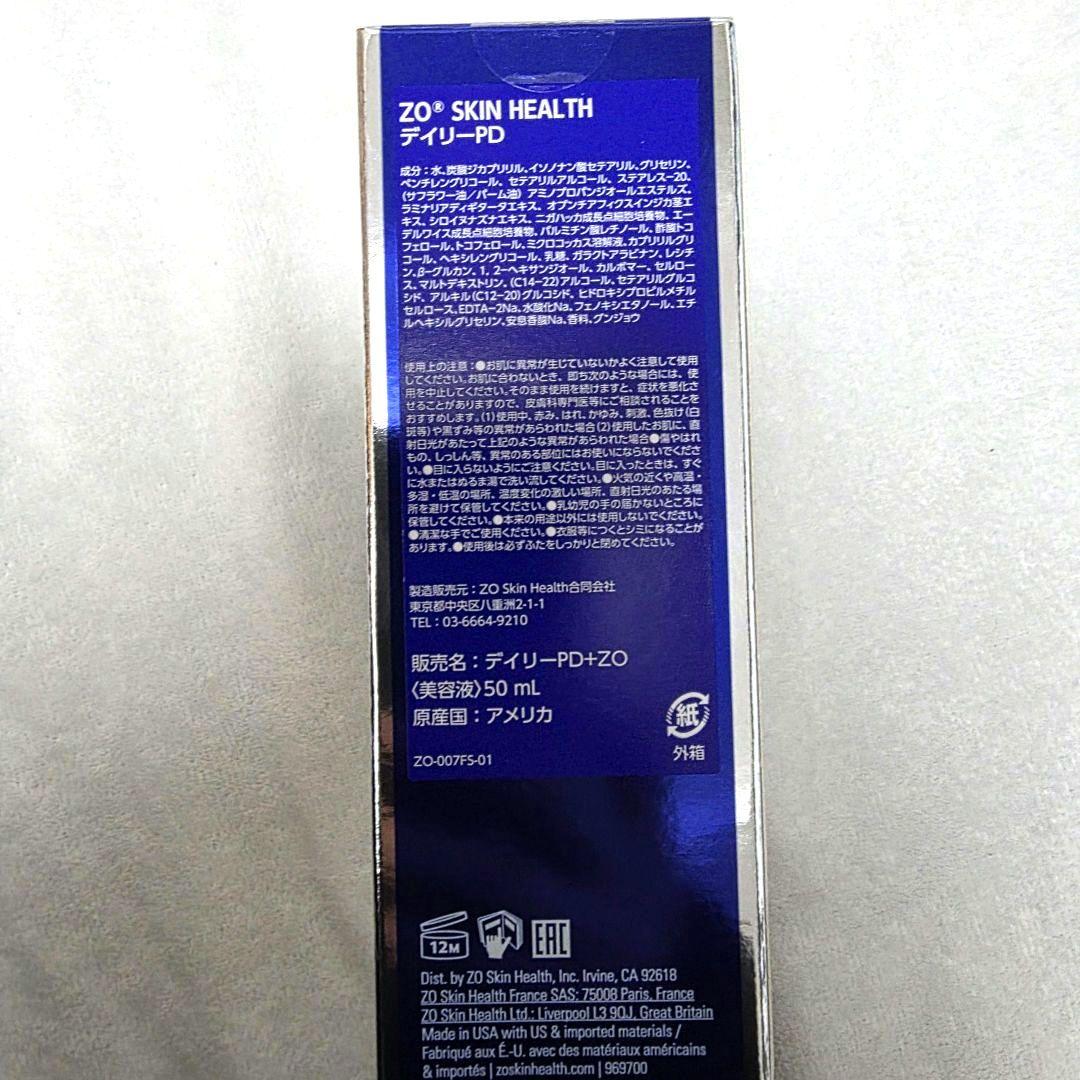 ZO® SKIN HEALTH
デイリーPD
成分：水、炭酸ジカプリリル、イソノナン酸セテアリル、グリセリン、
ペンチレングリコール、セテアリルアルコール、ステアレス-20、
(サフラワー油／パーム油) アミノプロパンジオールエステルズ、
ラミナリアディギタータエキス、オプンチアフィクスインジカ茎エ
キス、シロイヌナズナエキス、ニガハッカ成長点細胞培養物、エー
デルワイス成長点細胞培養物、パルミチン酸レチノール、酢酸トコ
フェロール、トコフェロール、ミクロコッカス溶解液、カプリリルグリ
コール、ヘキシレングリコール、乳糖、ガラクトアラビナン、レシチ
ン、β-グルカン、1, 2-ヘキサンジオール、カルボマー、セルロー
ス、マルトデキストリン、(C14-22)アルコール、セテアリルグルコ
シド、アルキル(C12-20)グルコシド、ヒドロキシプロピルメチル
セルロース、EDTA-2Na、水酸化Na、フェノキシエタノール、エチ
ルヘキシルグリセリン、安息香酸Na、香料、グンジョウ
使用上の注意：●お肌に異常が生じていないかよく注意して使用
してください。お肌に合わないとき、即ち次のような場合には、使
用を中止してください。そのまま使用を続けますと、症状を悪化さ
せることがありますので、皮膚科専門医等にご相談されることを
おすすめします。(1)使用中、赤み、はれ、かゆみ、刺激、色抜け(白
斑等)や黒ずみ等の異常があらわれた場合(2)使用したお肌に、直
射日光があたって上記のような異常があらわれた場合●傷やはれ
もの、しっしん等、異常のある部位にはお使いにならないでくださ
い。●目に入らないようにご注意ください。目に入ったときは、すぐ
に水またはぬるま湯で洗い流してください。●火気の近くや高温・
多湿・低温の場所、温度変化の激しい場所、直射日光のあたる場
所を避けて保管してください。●乳幼児の手の届かないところに
保管してください。●本来の用途以外には使用しないでください。
●清潔な手でご使用ください。●衣服等につくとシミになることが
あります。●使用後は必ずふたをしっかりと閉めてください。
製造販売元：ZO Skin Health合同会社
東京都中央区八重洲2-1-1
TEL：03-6664-9210
販売名：デイリーPD+ZO
〈美容液〉50 mL
原産国：アメリカ
紙
外箱
ZO-007FS-01
12M
EAC
Dist. by ZO Skin Health, Inc. Irvine, CA 92618
ZO Skin Health France SAS; 75008 Paris, France
ZO Skin Health Ltd.; Liverpool L3 9QJ, Great Britain
Made in USA with US & imported materials /
Fabriqué aux É.-U. avec des matériaux américains
& importés | zoskinhealth.com | 969700